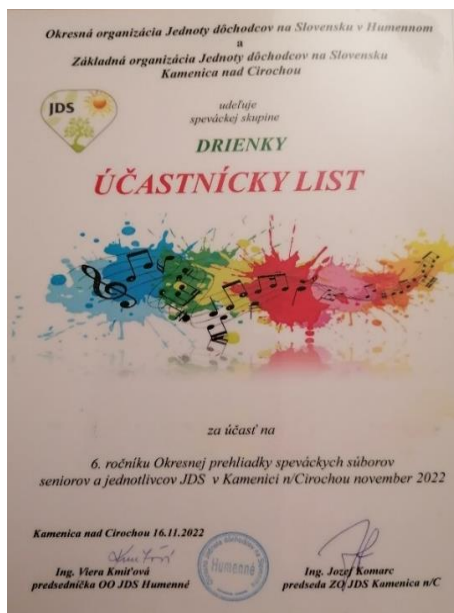 Okresná organizácia Jednoty dôchodcov na Slovensku v Humennom
a
Základná organizácia Jednoty dôchodcov na Slovensku
Kamenica nad Cirochou
JDS
udeľuje
speváckej skupine
DRIENKY
ÚČASTNÍCKY LIST
za účasť na
6. ročníku Okresnej prehliadky speváckych súborov
seniorov a jednotlivcov JDS v Kamenici n/Cirochou november 2022
Kamenica nad Cirochou 16.11.2022
Humenné
Ing. Viera Kmiťová
predsedníčka OO JDS Humenné
Ing. Jozef Komarc
predseda ZO JDS Kamenica n/C